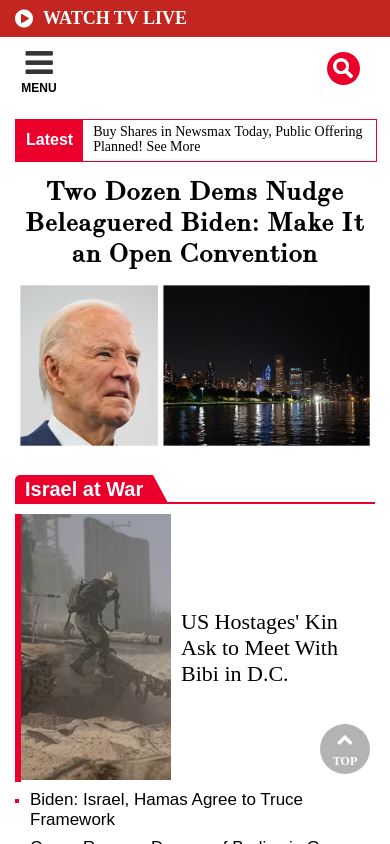 WATCH TV LIVE
MENU
Latest
Buy Shares in Newsmax Today, Public Offering
Planned! See More
Two Dozen Dems Nudge
Beleaguered Biden: Make It
an Open Convention
Israel at War
US Hostages' Kin
Ask to Meet With
Bibi in D.C.
TOP
Biden: Israel, Hamas Agree to Truce
Framework